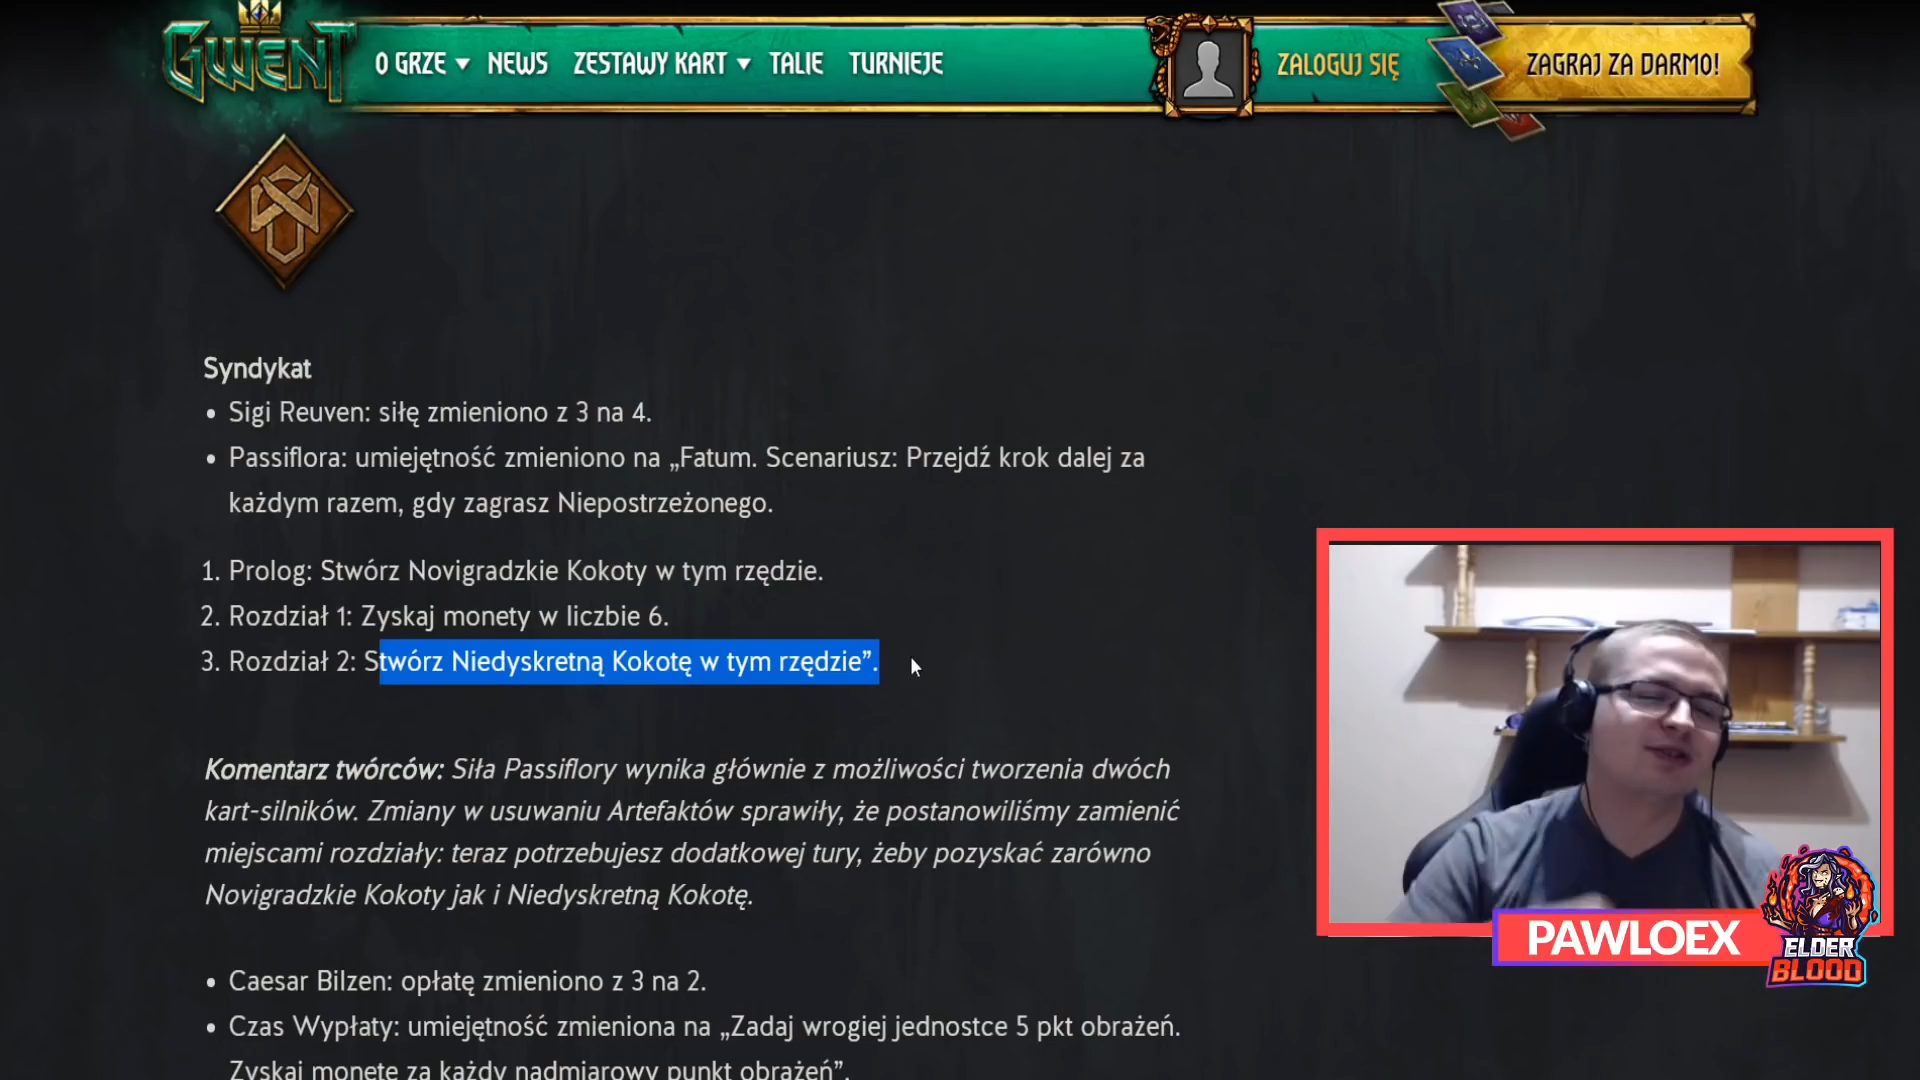 GWENT
O GRZE NEWS ZESTAWY KART TALIE TURNIEJE ZALOGUJ SIĘ ZAGRAJ ZA DARMO!
Syndykat
• Sigi Reuven: siłę zmieniono z 3 na 4.
• Passiflora: umiejętność zmieniono na „Fatum. Scenariusz: Przejdź krok dalej za
każdym razem, gdy zagrasz Niepostrzeżonego.
1. Prolog: Stwórz Novigradzkie Kokoty w tym rzędzie.
2. Rozdział 1: Zyskaj monety w liczbie 6.
3. Rozdział 2: Stwórz Niedyskretną Kokotę w tym rzędzie”.
Komentarz twórców: Siła Passiflory wynika głównie z możliwości tworzenia dwóch
kart-silników. Zmiany w usuwaniu Artefaktów sprawiły, że postanowiliśmy zamienić
miejscami rozdziały: teraz potrzebujesz dodatkowej tury, żeby pozyskać zarówno
Novigradzkie Kokoty jak i Niedyskretną Kokotę.
• Caesar Bilzen: opłatę zmieniono z 3 na 2.
• Czas Wypłaty: umiejętność zmieniona na „Zadaj wrogiej jednostce 5 pkt obrażeń.
Zyskaj monetę za każdy nadmiarowy punkt obrażeń”.
PAWLOEX
ELDER
BLOOD